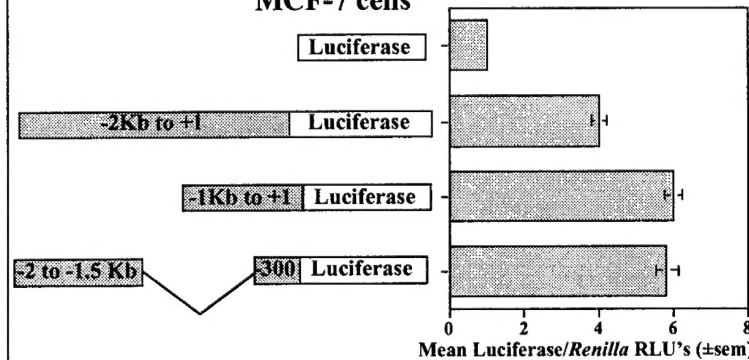 MCF-7 cells
Luciferase
-2Kb to +1 Luciferase
-1Kb to +1 Luciferase
-2 to -1.5 Kb -300 Luciferase
0 2 4 6 8
Mean Luciferase/Renilla RLU's (±sem)